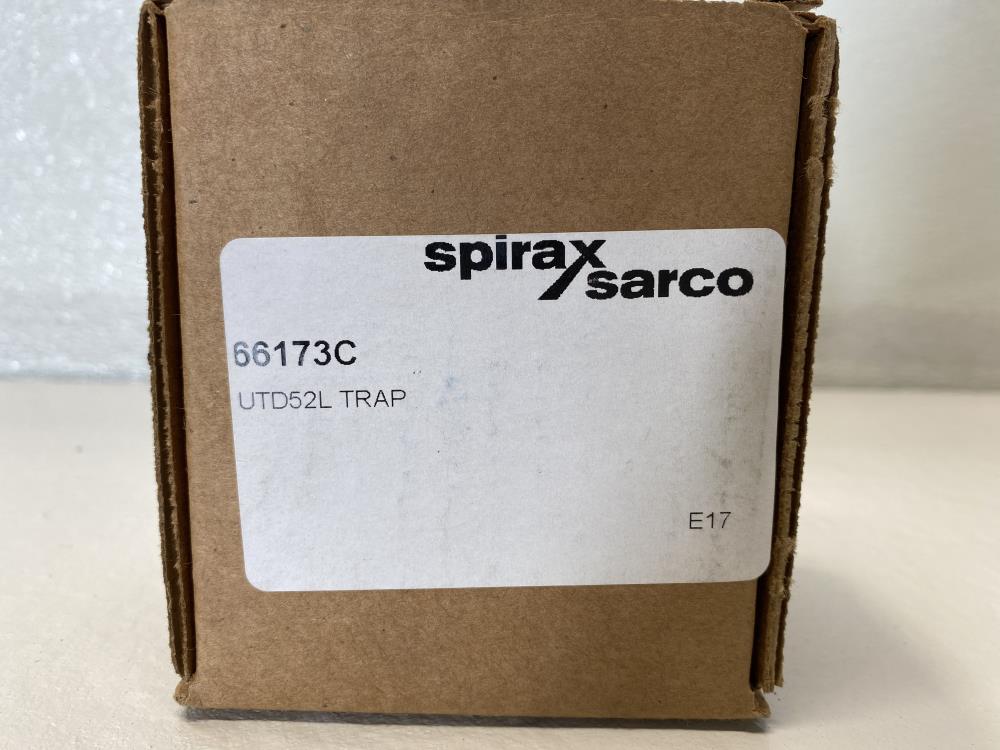 spirax
sarco
66173C
UTD52L TRAP
E17